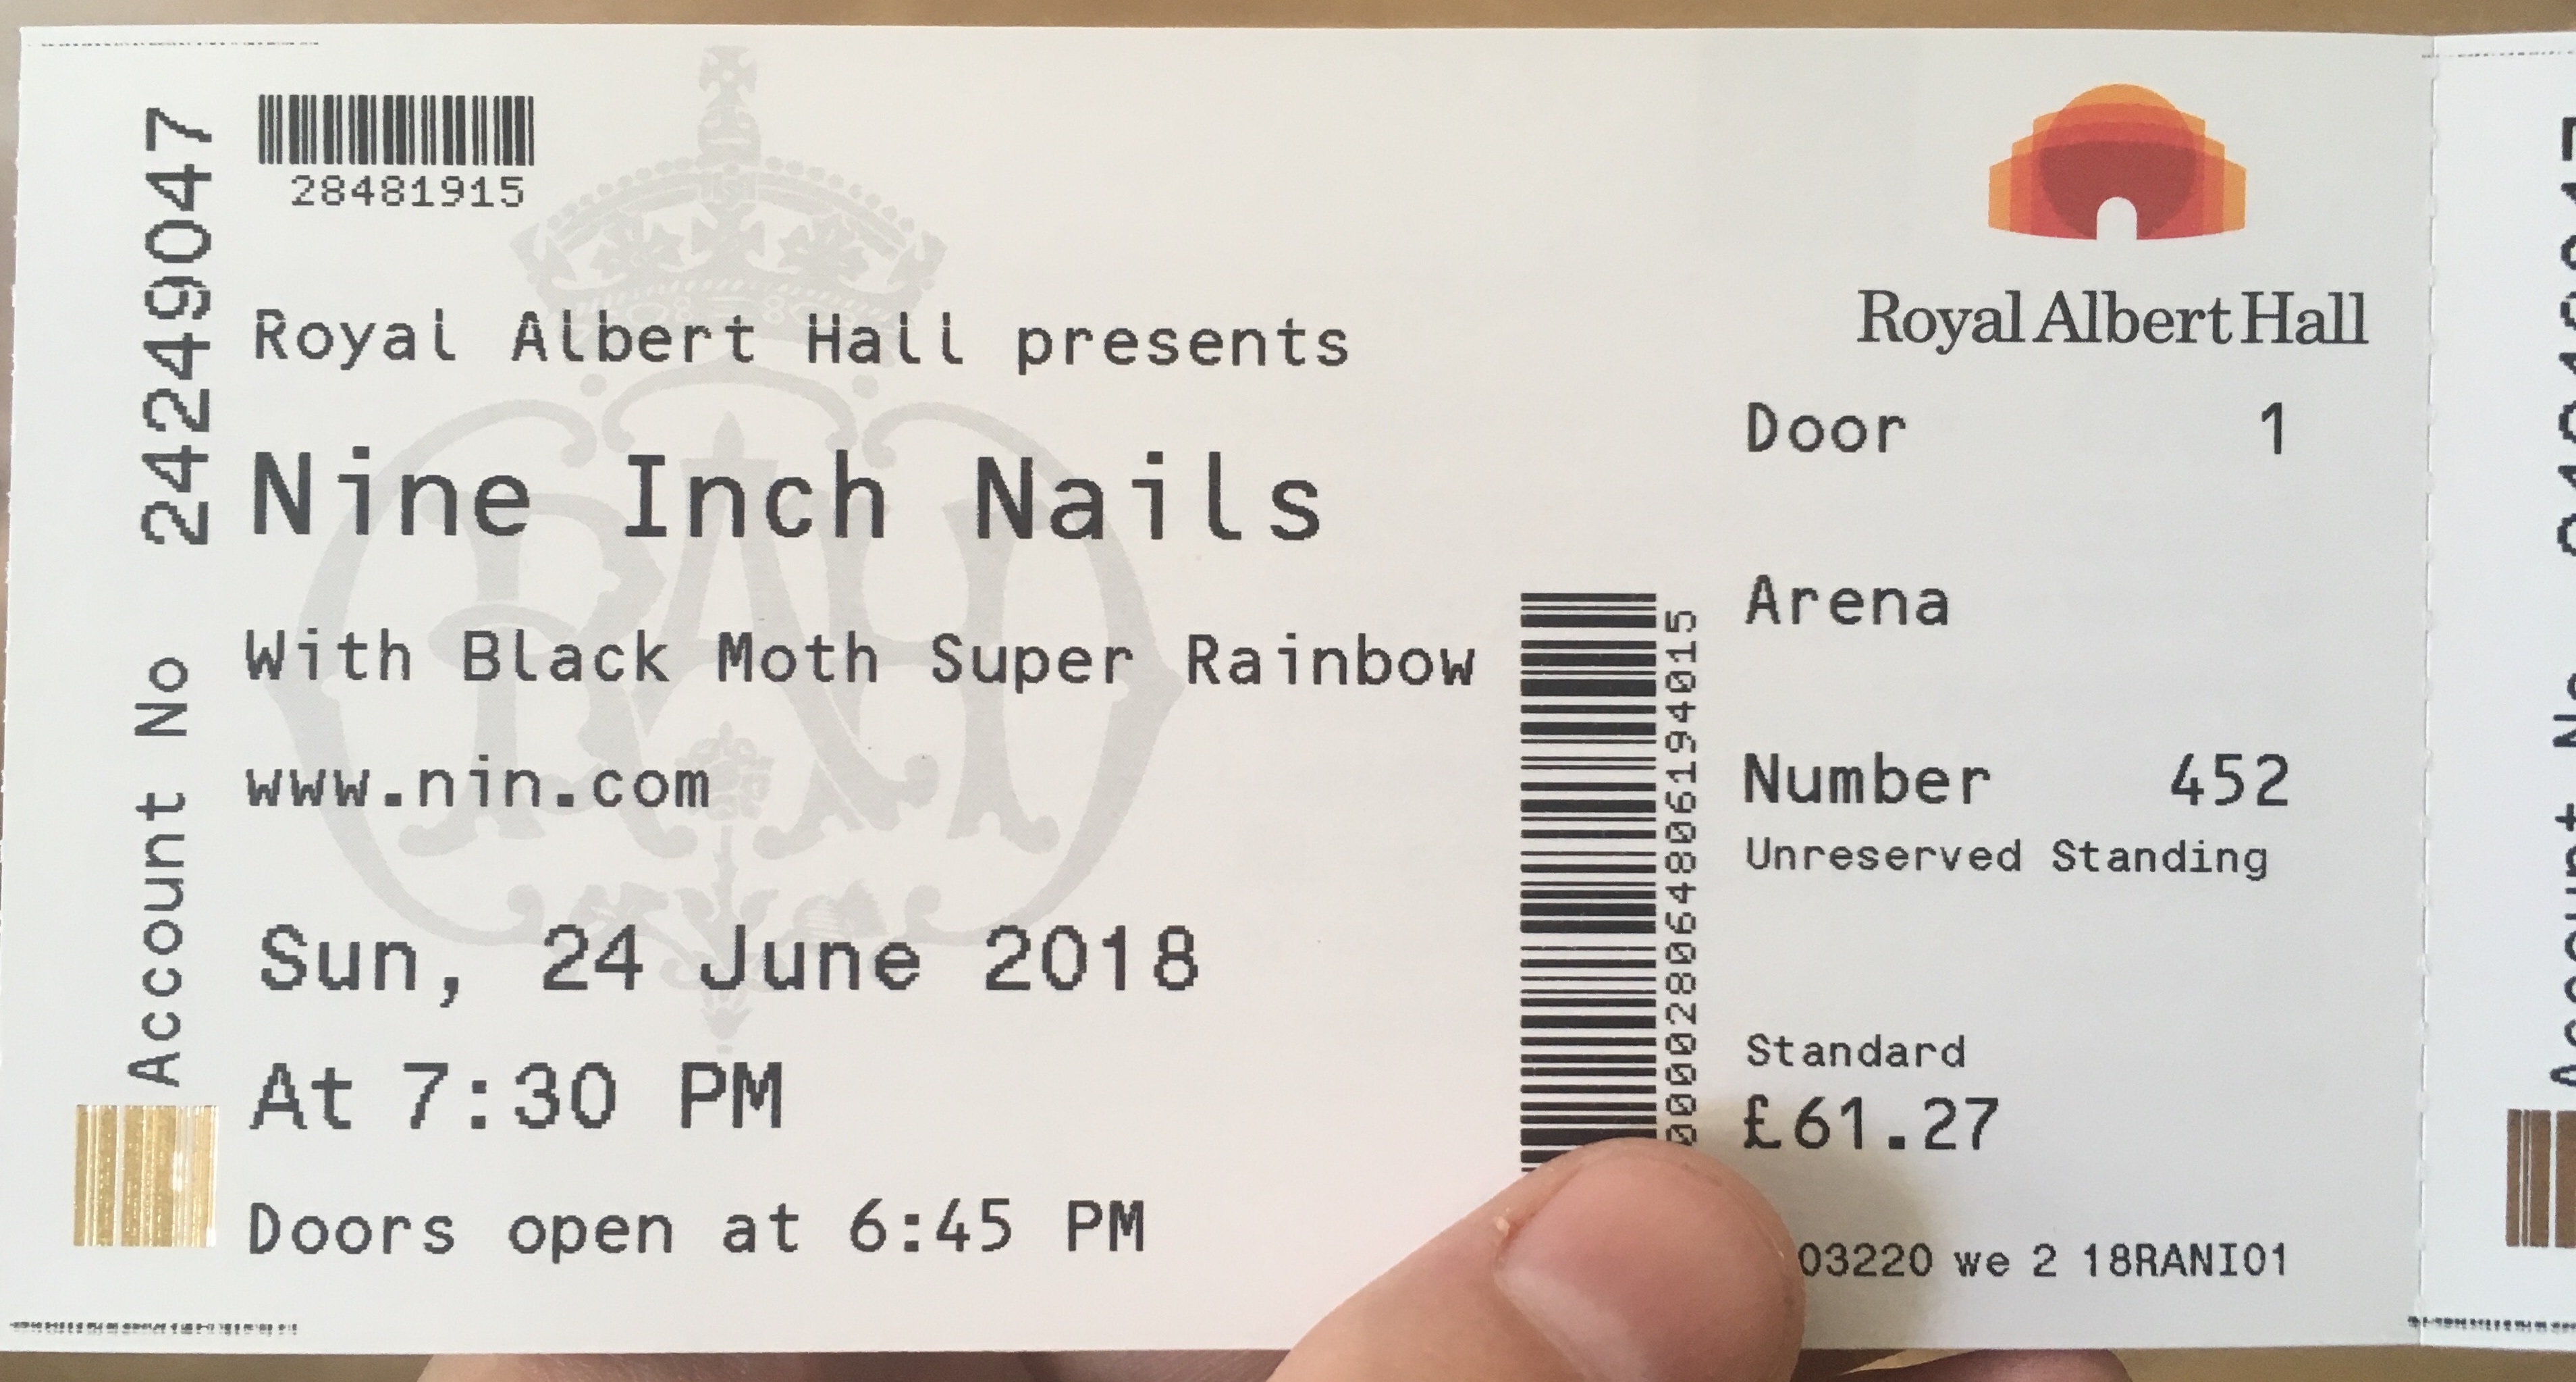 Account No 24249047
28481915
Royal Albert Hall presents
Nine Inch Nails
With Black Moth Super Rainbow
www.nin.com
Sun, 24 June 2018
At 7:30 PM
Doors open at 6:45 PM
Royal Albert Hall
Door 1
Arena
Number 452
Unreserved Standing
Standard
£61.27
03220 we 2 18RANI01
Account No